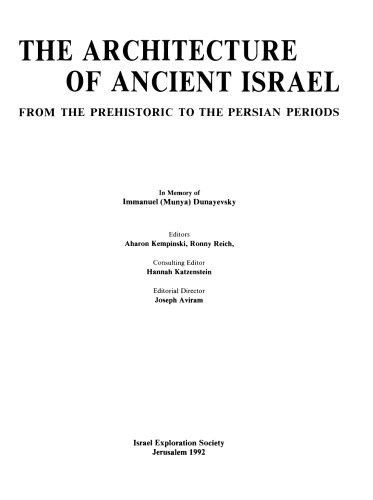 THE ARCHITECTURE
OF ANCIENT ISRAEL
FROM THE PREHISTORIC TO THE PERSIAN PERIODS
In Memory of
Immanuel (Munya) Dunayevsky
Editors
Aharon Kempinski, Ronny Reich,
Consulting Editor
Hannah Katzenstein
Editorial Director
Joseph Aviram
Israel Exploration Society
Jerusalem 1992